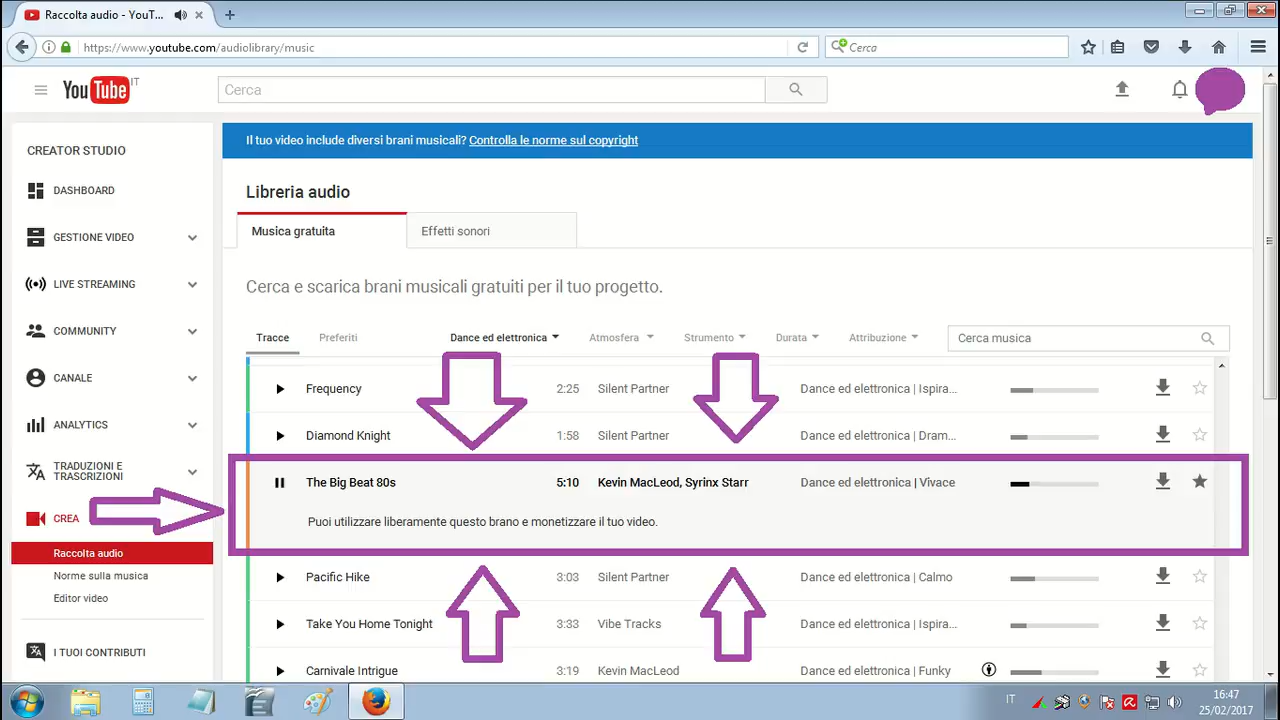 Raccolta audio - YouT...
https://www.youtube.com/audiolibrary/music
Cerca
YouTube IT
Cerca
CREATOR STUDIO
DASHBOARD
GESTIONE VIDEO
LIVE STREAMING
COMMUNITY
CANALE
ANALYTICS
TRADUZIONI E
TRASCRIZIONI
CREA
Raccolta audio
Norme sulla musica
Editor video
I TUOI CONTRIBUTI
Il tuo video include diversi brani musicali? Controlla le norme sul copyright
Libreria audio
Musica gratuita Effetti sonori
Cerca e scarica brani musicali gratuiti per il tuo progetto.
Tracce Preferiti Dance ed elettronica Atmosfera Strumento Durata Attribuzione Cerca musica
Frequency 2:25 Silent Partner Dance ed elettronica | Ispira...
Diamond Knight 1:58 Silent Partner Dance ed elettronica | Dram...
The Big Beat 80s 5:10 Kevin MacLeod, Syrinx Starr Dance ed elettronica | Vivace
Puoi utilizzare liberamente questo brano e monetizzare il tuo video.
Pacific Hike 3:03 Silent Partner Dance ed elettronica | Calmo
Take You Home Tonight 3:33 Vibe Tracks Dance ed elettronica | Ispira...
Carnivale Intrigue 3:19 Kevin MacLeod Dance ed elettronica | Funky
IT 16:47
25/02/2017